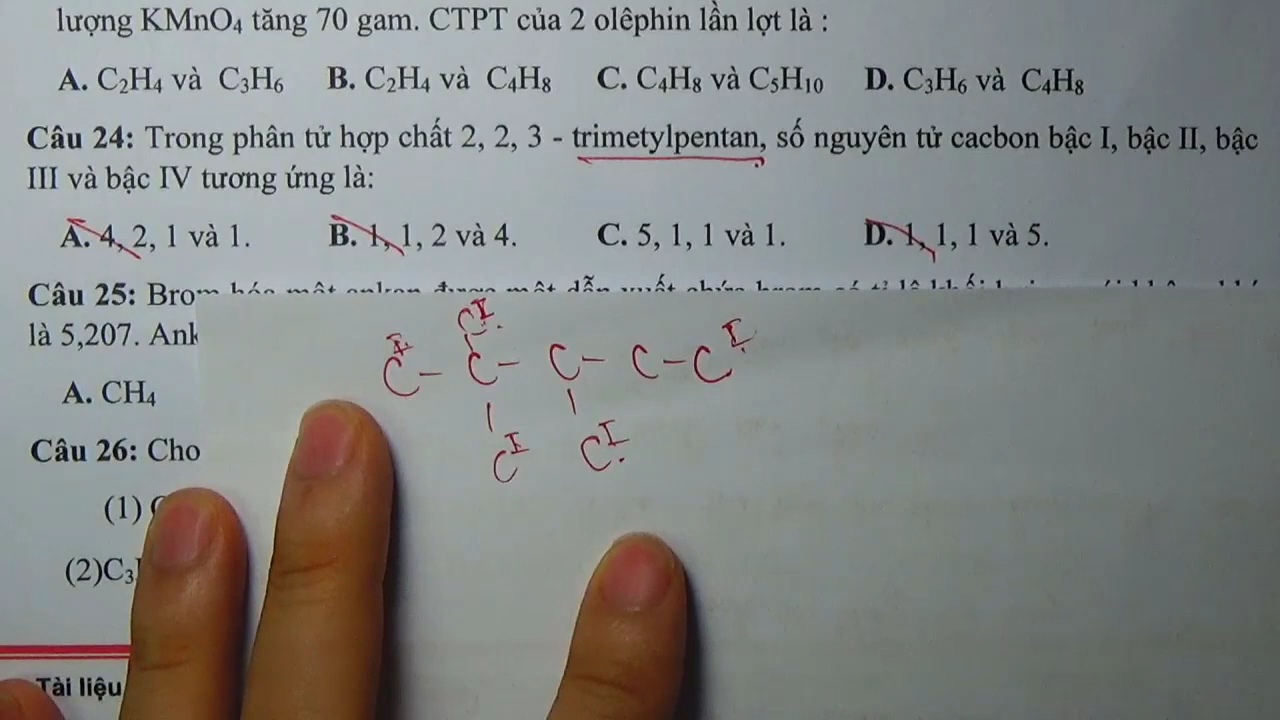 lượng KMnO₄ tăng 70 gam. CTPT của 2 olêphin lần lợt là :
A. C₂H₄ và C₃H₆ B. C₂H₄ và C₄H₈ C. C₄H₈ và C₅H₁₀ D. C₃H₆ và C₄H₈
Câu 24: Trong phân tử hợp chất 2, 2, 3 - trimetylpentan, số nguyên tử cacbon bậc I, bậc II, bậc
III và bậc IV tương ứng là:
A. 4, 2, 1 và 1. B. 1, 1, 2 và 4. C. 5, 1, 1 và 1. D. 1, 1, 1 và 5.
Câu 25:
là 5,207.
A. CH₄
Câu 26: Cho
(1)
(2)C₃
C I
C I - C - C - C - C I
C I C I
Tài liệu